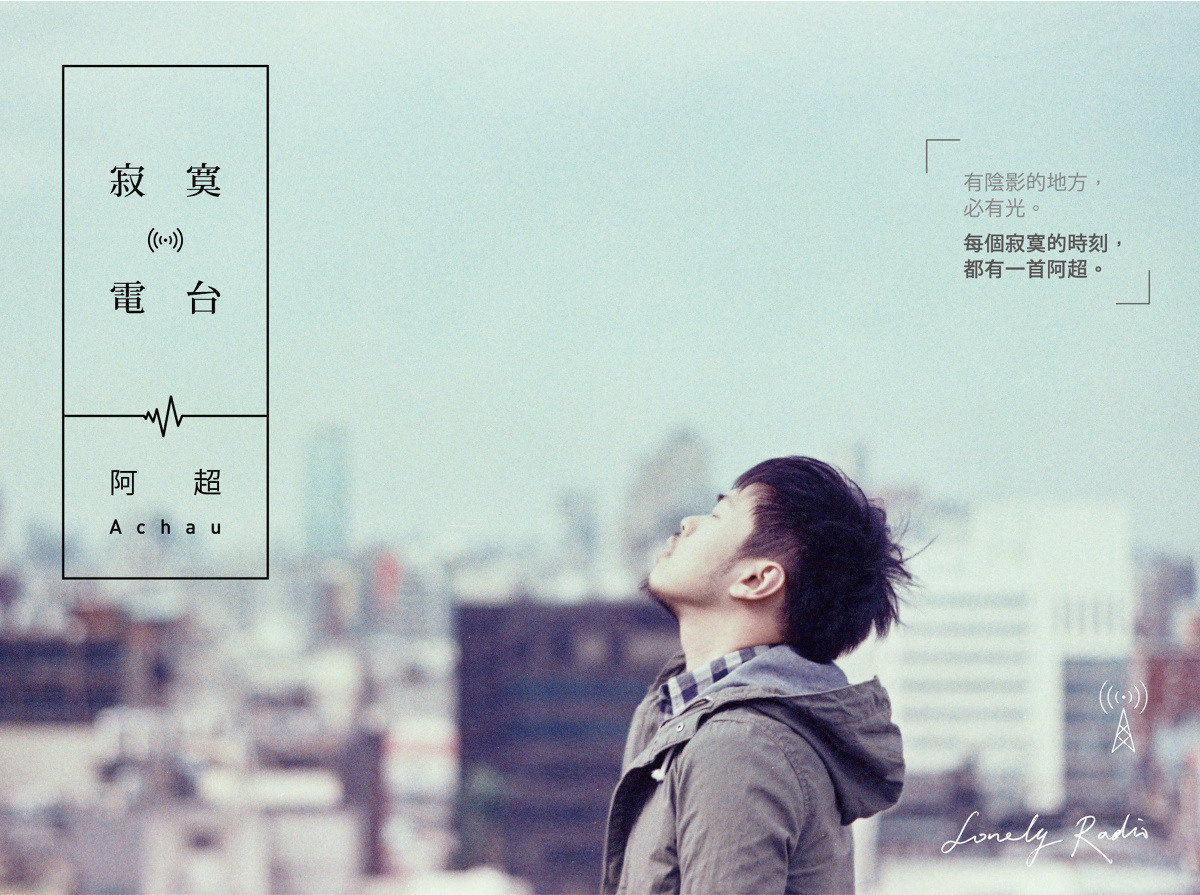 寂寞
電台
阿超
Achau
有陰影的地方，
必有光。
每個寂寞的時刻，
都有一首阿超。
Lonely Radio